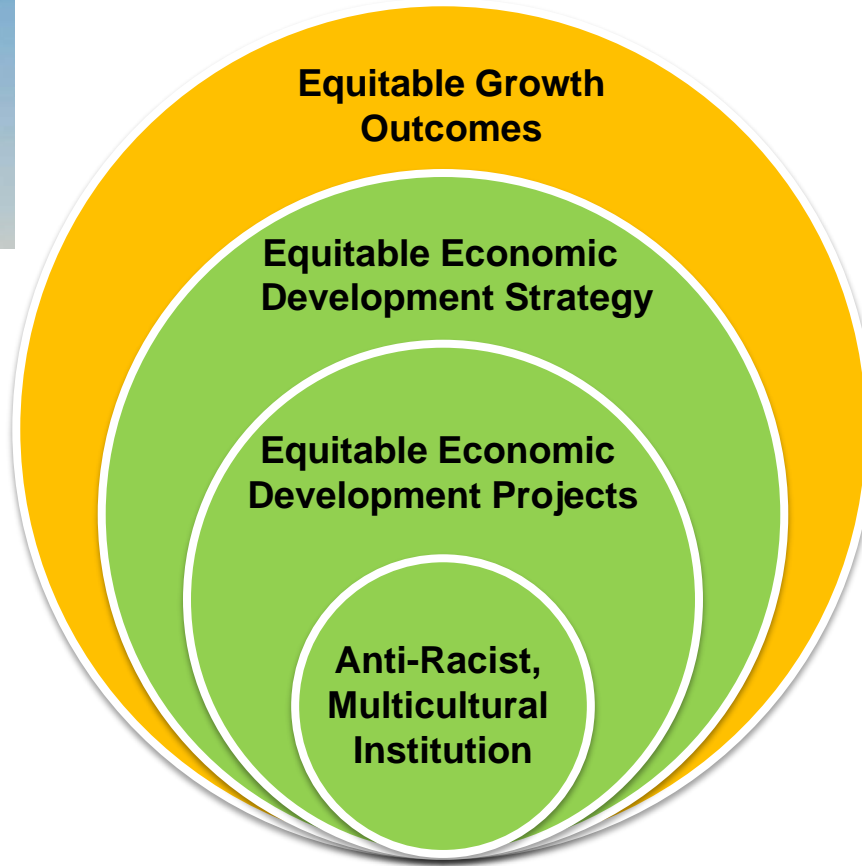 Equitable Growth
Outcomes
Equitable Economic
Development Strategy
Equitable Economic
Development Projects
Anti-Racist,
Multicultural
Institution